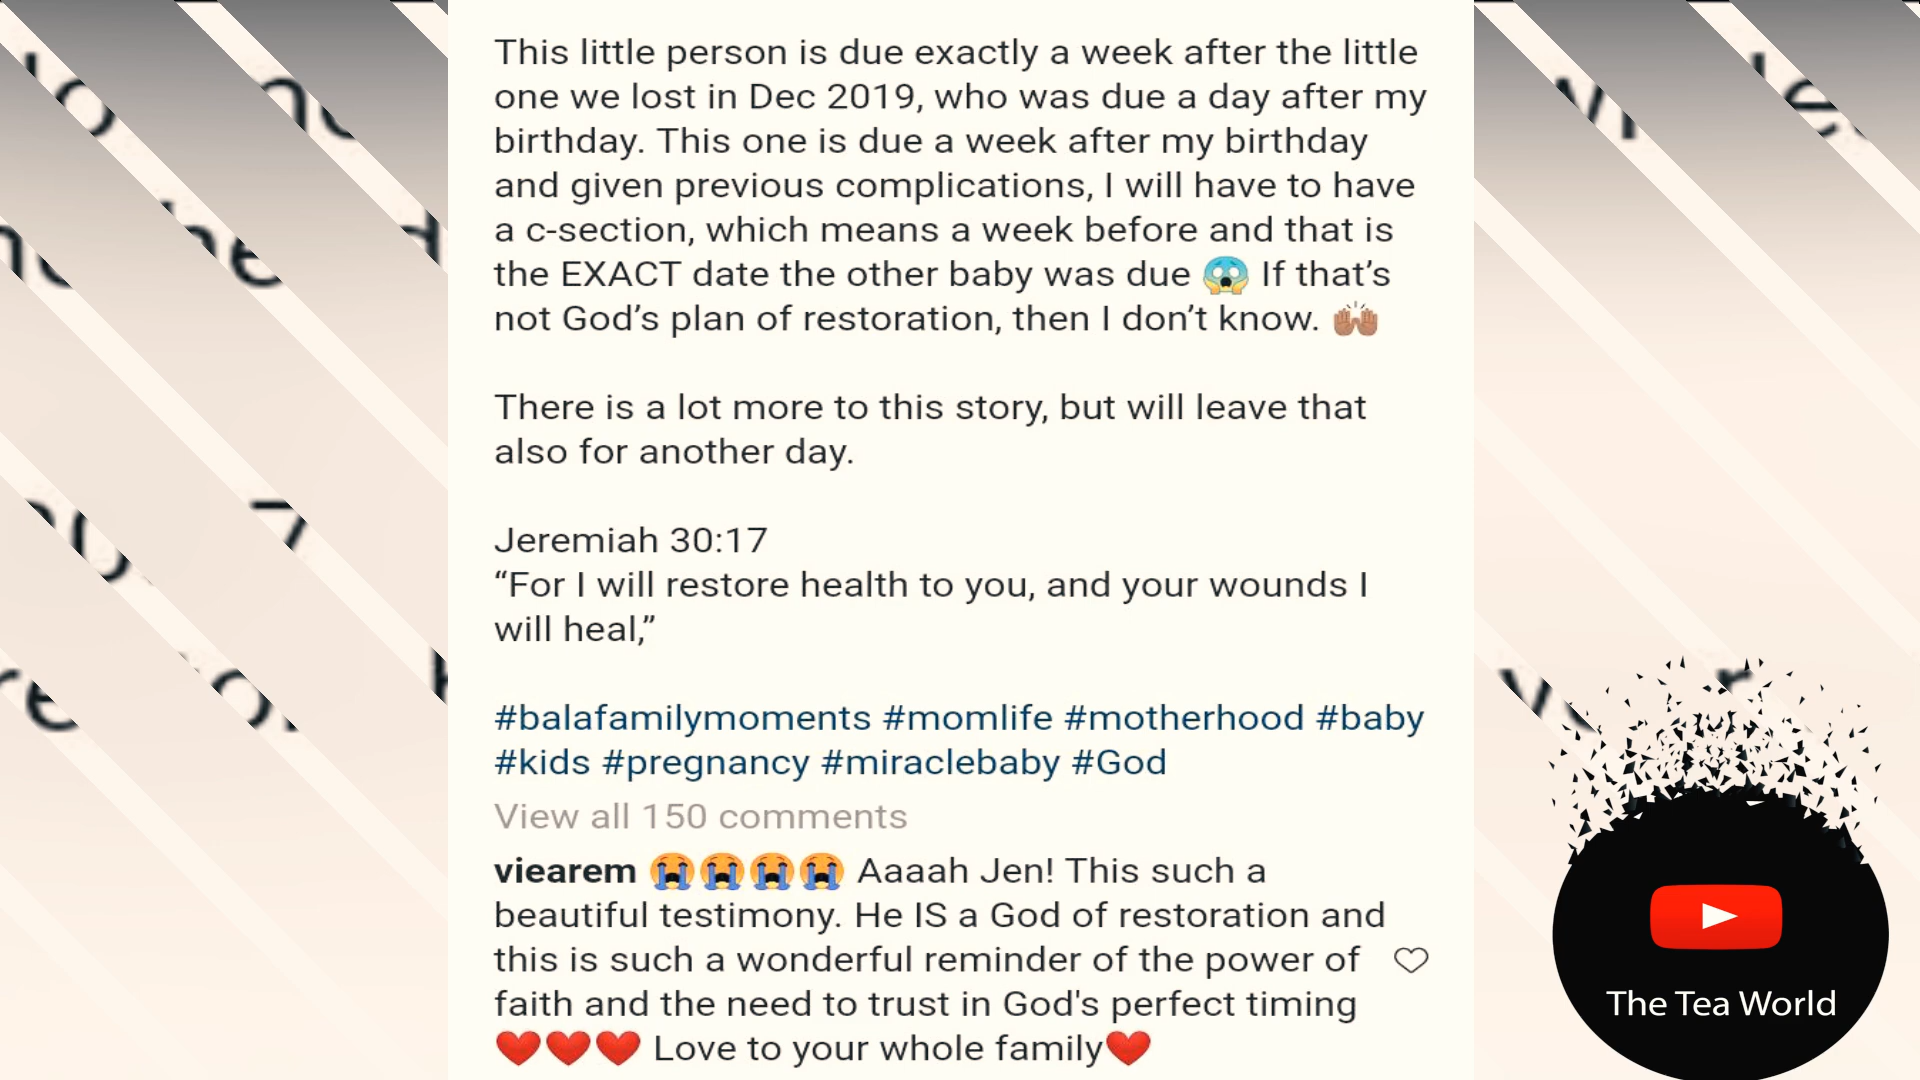 This little person is due exactly a week after the little
one we lost in Dec 2019, who was due a day after my
birthday. This one is due a week after my birthday
and given previous complications, I will have to have
a c-section, which means a week before and that is
the EXACT date the other baby was due 😱 If that’s
not God’s plan of restoration, then I don’t know. 🙌🏽
There is a lot more to this story, but will leave that
also for another day.
Jeremiah 30:17
“For I will restore health to you, and your wounds I
will heal,”
#balafamilymoments #momlife #motherhood #baby
#kids #pregnancy #miraclebaby #God
View all 150 comments
viearem 😭😭😭😭 Aaaah Jen! This such a
beautiful testimony. He IS a God of restoration and
this is such a wonderful reminder of the power of
faith and the need to trust in God's perfect timing
❤️❤️❤️ Love to your whole family❤️
The Tea World